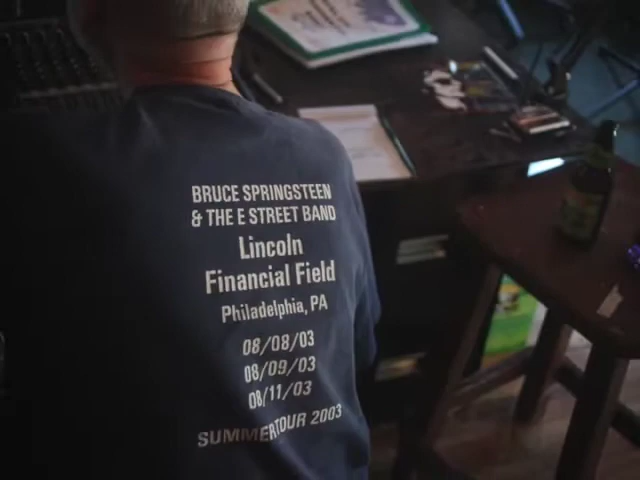 BRUCE SPRINGSTEEN
& THE E STREET BAND
Lincoln
Financial Field
Philadelphia, PA
08/08/03
08/09/03
08/11/03
SUMMERTOUR 2003